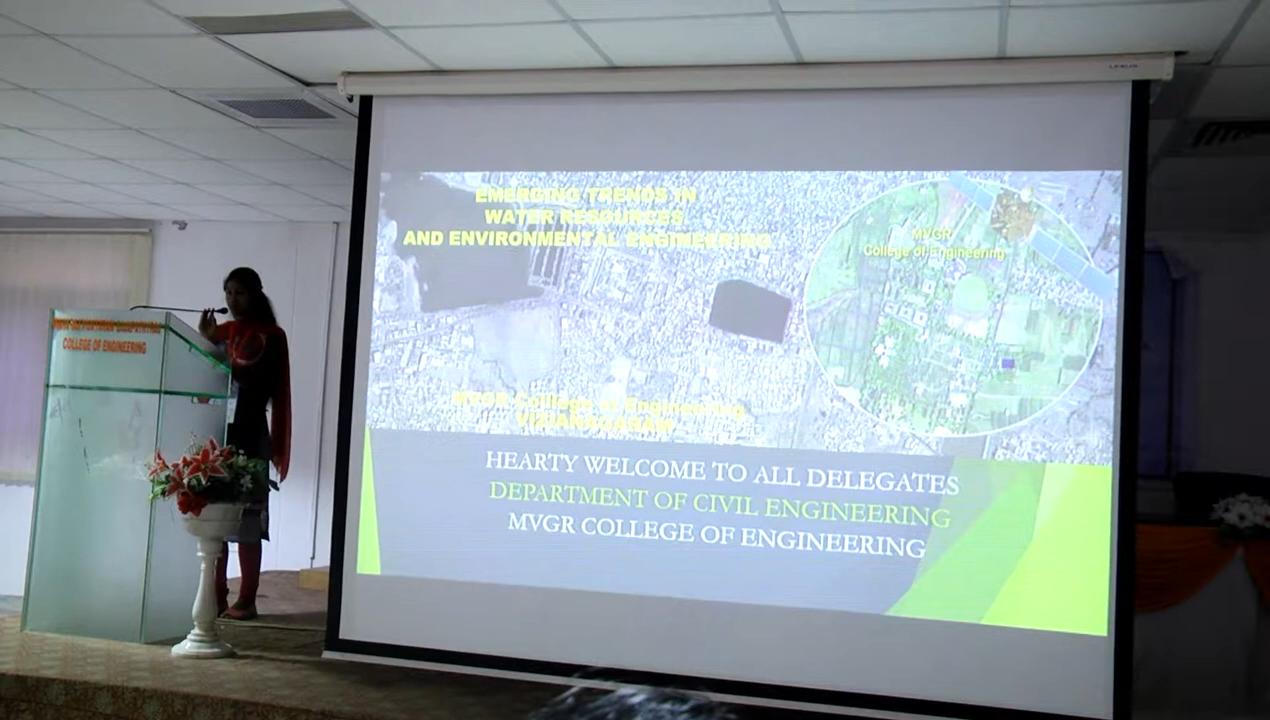 EMERGING TRENDS IN
WATER RESOURCES
AND ENVIRONMENTAL ENGINEERING
MVGR
College of Engineering
MVGR College of Engineering
VIZIANAGARAM
HEARTY WELCOME TO ALL DELEGATES
DEPARTMENT OF CIVIL ENGINEERING
MVGR COLLEGE OF ENGINEERING
COLLEGE OF ENGINEERING